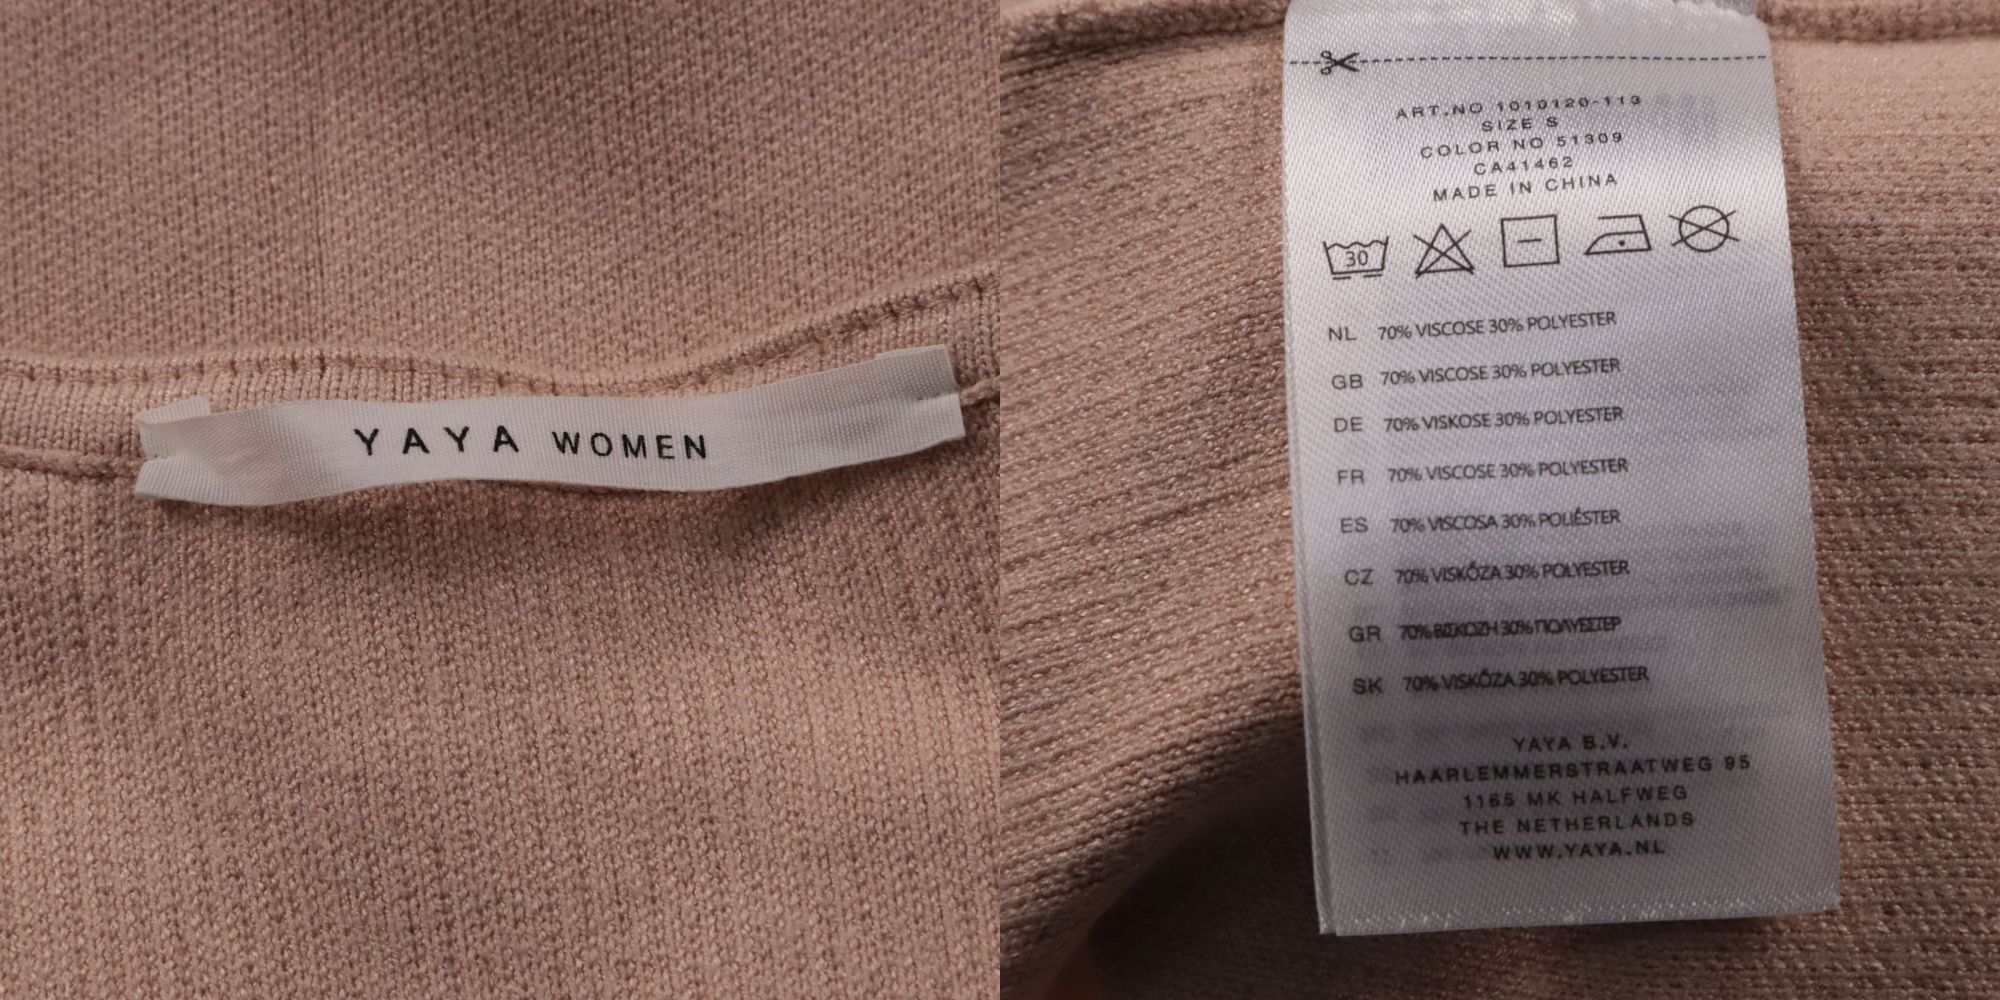 YAYA WOMEN
ART.NO 1010120-113
SIZE S
COLOR NO 51309
CA41462
MADE IN CHINA
30
NL 70% VISCOSE 30% POLYESTER
GB 70% VISCOSE 30% POLYESTER
DE 70% VISKOSE 30% POLYESTER
FR 70% VISCOSE 30% POLYESTER
ES 70% VISCOSA 30% POLIÉSTER
CZ 70% VISKÓZA 30% POLYESTER
GR 70% ΒΙΣΚΟΖΗ 30% ΠΟΛΥΕΣΤΕΡ
SK 70% VISKÓZA 30% POLYESTER
YAYA B.V.
HAARLEMMERSTRAATWEG 95
1165 MK HALFWEG
THE NETHERLANDS
WWW.YAYA.NL